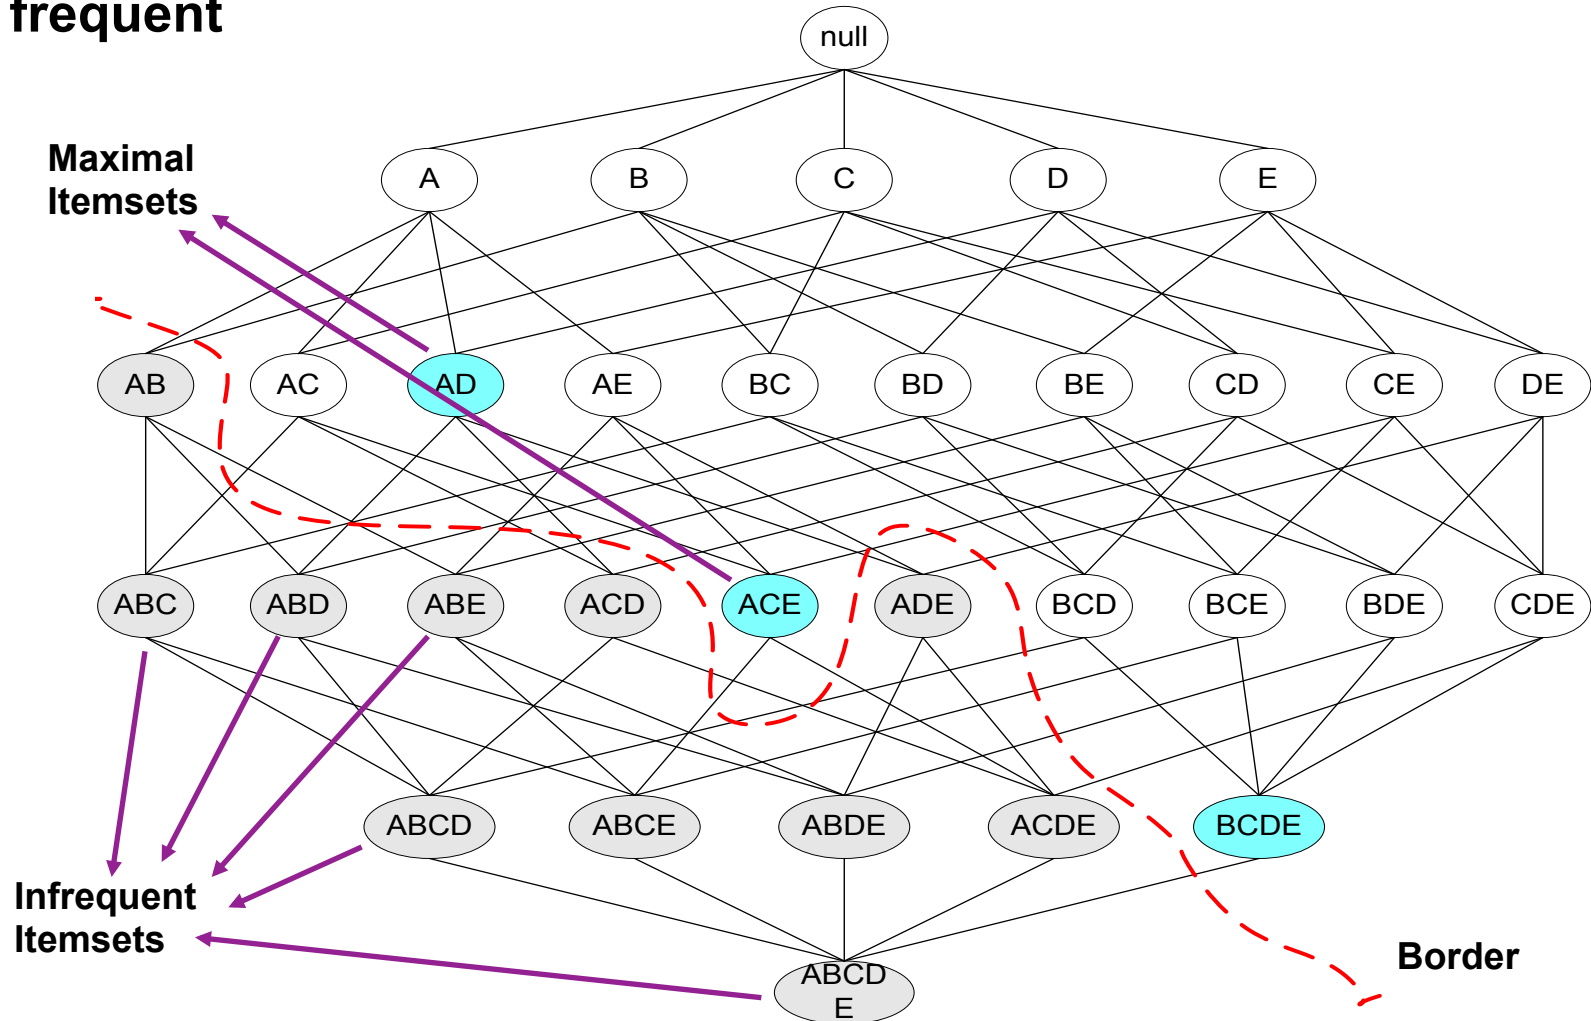 frequent
null
Maximal
Itemsets
A B C D E
AB AC AD AE BC BD BE CD CE DE
ABC ABD ABE ACD ACE ADE BCD BCE BDE CDE
ABCD ABCE ABDE ACDE BCDE
Infrequent
Itemsets
Border
ABCD
E